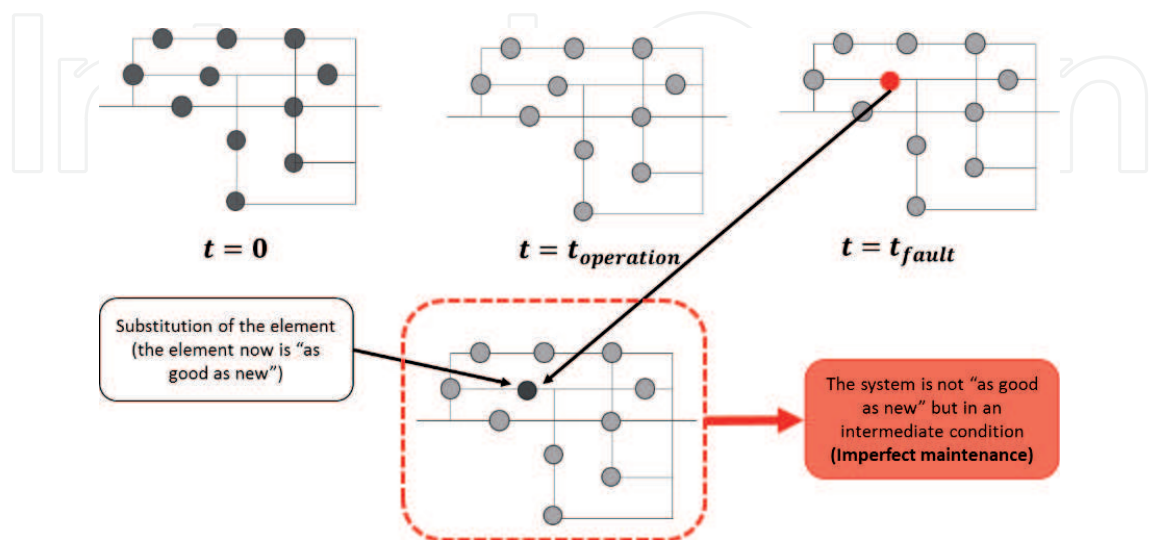 t = 0
t = t_operation
t = t_fault
Substitution of the element
(the element now is "as
good as new")
The system is not "as good
as new" but in an
intermediate condition
(Imperfect maintenance)